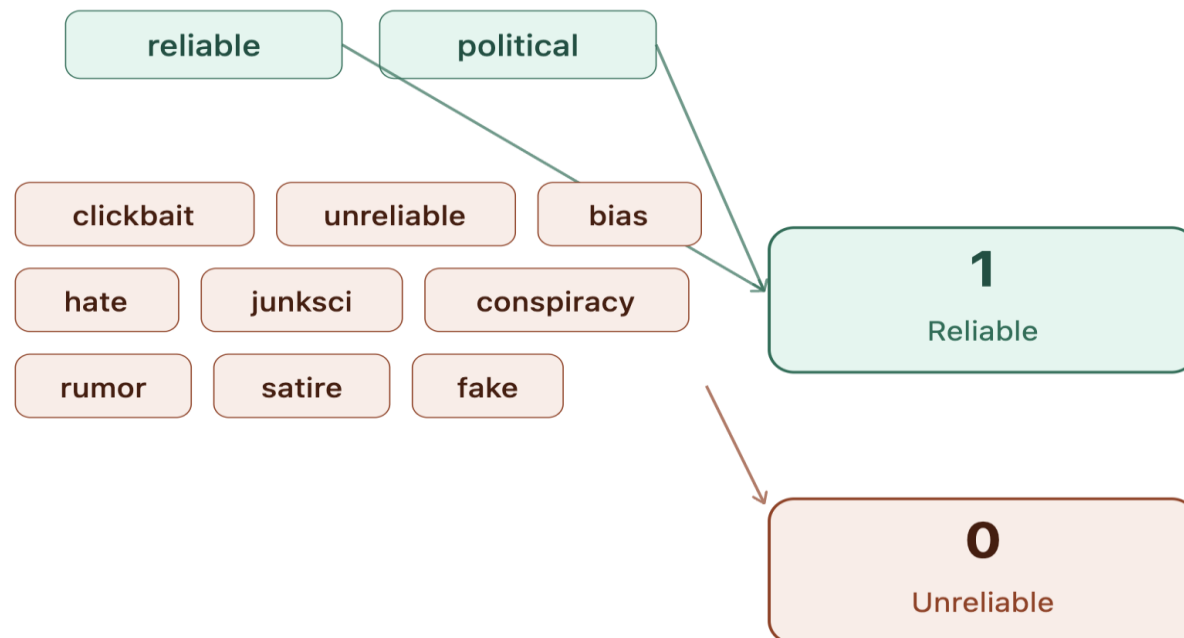 reliable political
clickbait unreliable bias
hate junksci conspiracy
rumor satire fake
1
Reliable
0
Unreliable